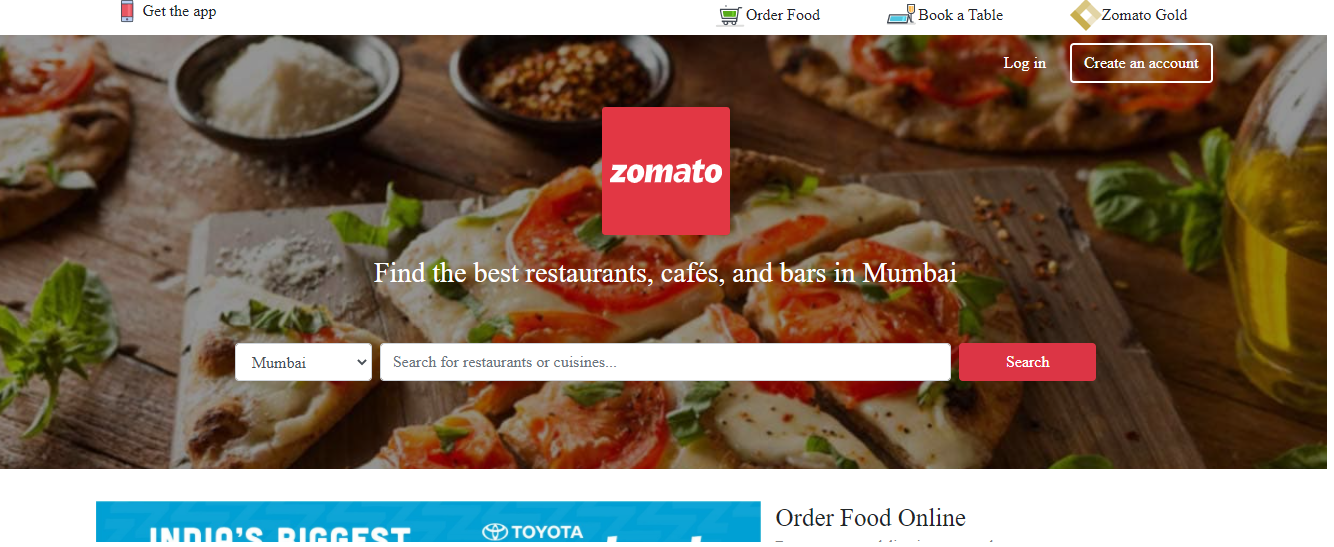 Get the app
Order Food
Book a Table
Zomato Gold
Log in
Create an account
zomato
Find the best restaurants, cafés, and bars in Mumbai
Mumbai
Search for restaurants or cuisines...
Search
INDIA'S BIGGEST
TOYOTA
Order Food Online